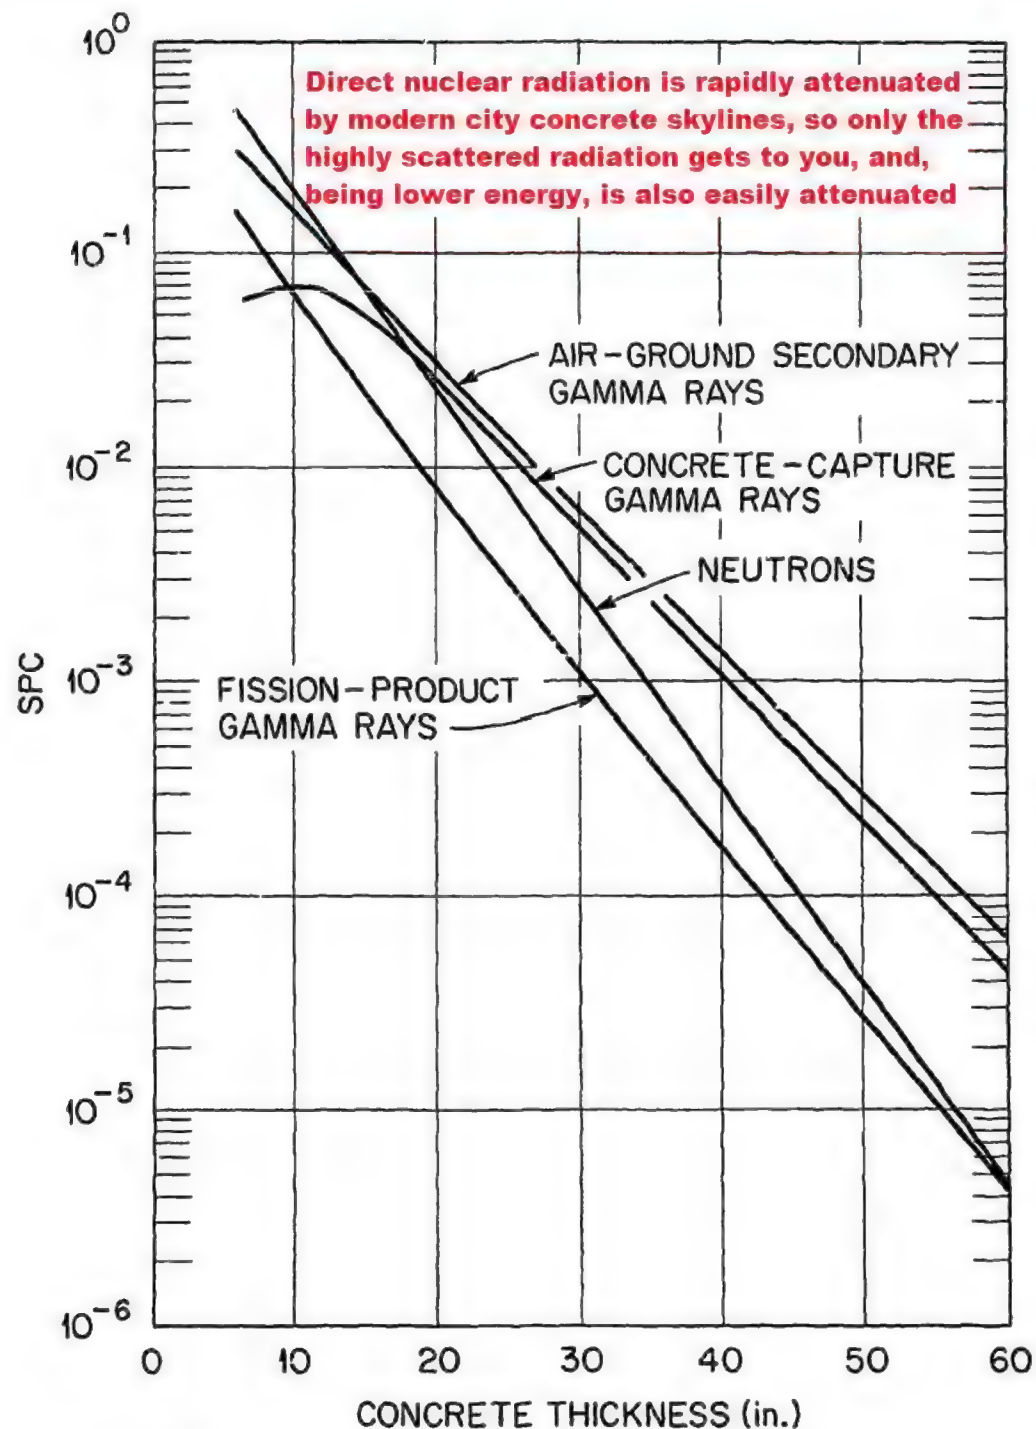 10⁰
Direct nuclear radiation is rapidly attenuated
by modern city concrete skylines, so only the
highly scattered radiation gets to you, and,
being lower energy, is also easily attenuated
10⁻¹
AIR-GROUND SECONDARY
GAMMA RAYS
10⁻²
CONCRETE-CAPTURE
GAMMA RAYS
NEUTRONS
SPC
10⁻³
FISSION-PRODUCT
GAMMA RAYS
10⁻⁴
10⁻⁵
10⁻⁶
0 10 20 30 40 50 60
CONCRETE THICKNESS (in.)